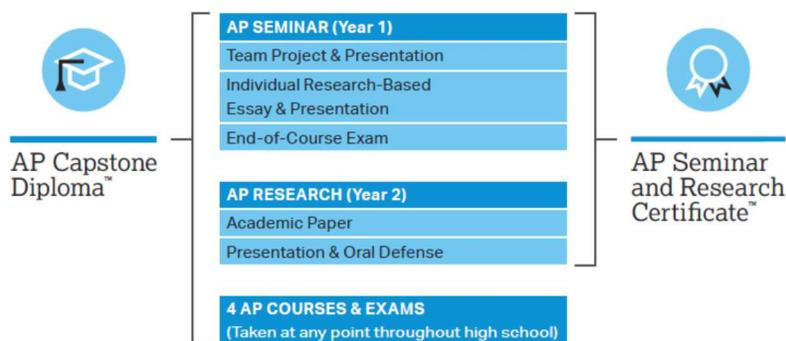 AP Capstone
Diploma™
AP SEMINAR (Year 1)
Team Project & Presentation
Individual Research-Based
Essay & Presentation
End-of-Course Exam
AP RESEARCH (Year 2)
Academic Paper
Presentation & Oral Defense
4 AP COURSES & EXAMS
(Taken at any point throughout high school)
AP Seminar
and Research
Certificate™